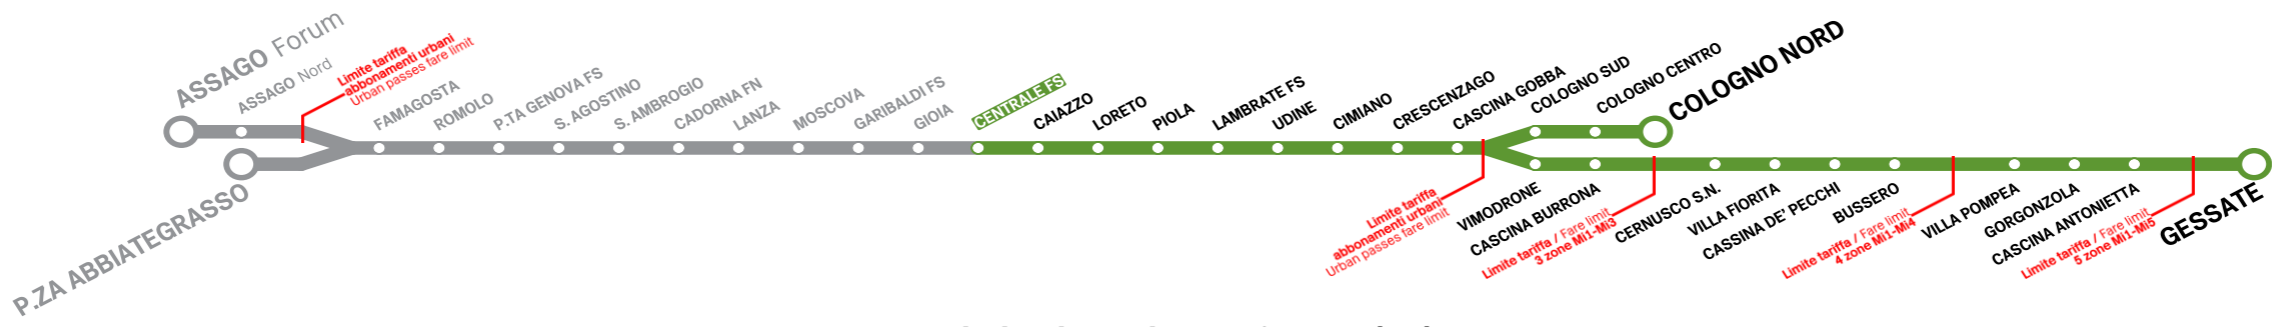 ASSAGO Forum
ASSAGO Nord
Limite tariffa
abbonamenti urbani
Urban passes fare limit
P.ZA ABBIATEGRASSO
FAMAGOSTA
ROMOLO
P.TA GENOVA FS
S. AGOSTINO
S. AMBROGIO
CADORNA FN
LANZA
MOSCOVA
GARIBALDI FS
GIOIA
CENTRALE FS
CAIAZZO
LORETO
PIOLA
LAMBRATE FS
UDINE
CIMIANO
CRESCENZAGO
CASCINA GOBBA
COLOGNO SUD
COLOGNO CENTRO
COLOGNO NORD
Limite tariffa
abbonamenti urbani
Urban passes fare limit
VIMODRONE
CASCINA BURRONA
Limite tariffa / Fare limit
3 zone Mi1-Mi3
CERNUSCO S.N.
VILLA FIORITA
CASSINA DE' PECCHI
BUSSERO
Limite tariffa / Fare limit
4 zone Mi1-Mi4
VILLA POMPEA
GORGONZOLA
CASCINA ANTONIETTA
Limite tariffa / Fare limit
5 zone Mi1-Mi5
GESSATE